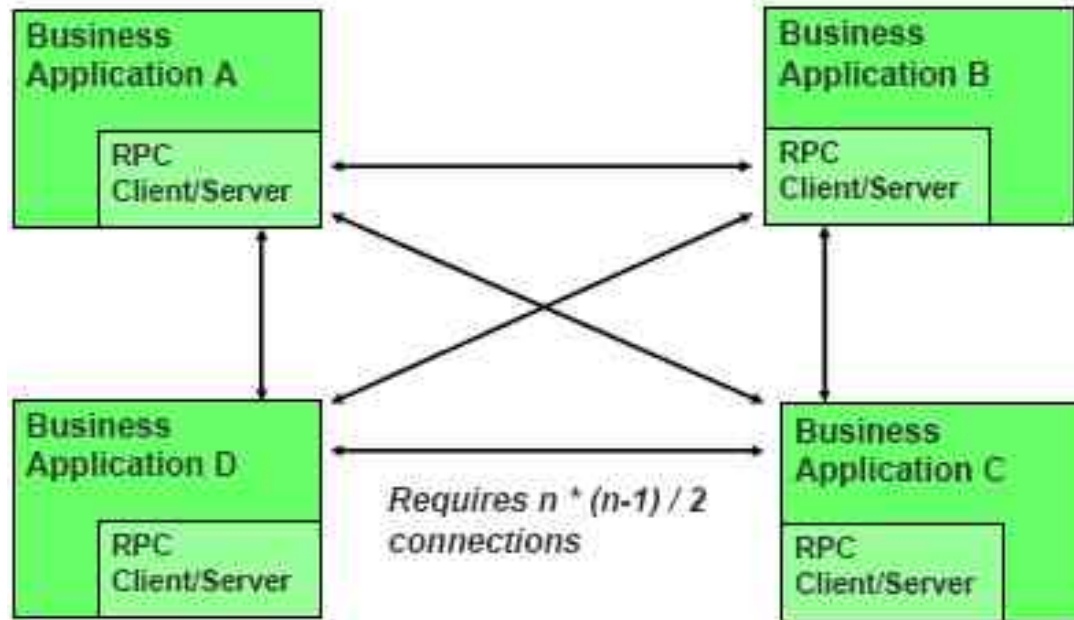 Business
Application A
RPC
Client/Server
Business
Application B
RPC
Client/Server
Business
Application D
RPC
Client/Server
Requires n * (n-1) / 2
connections
Business
Application C
RPC
Client/Server